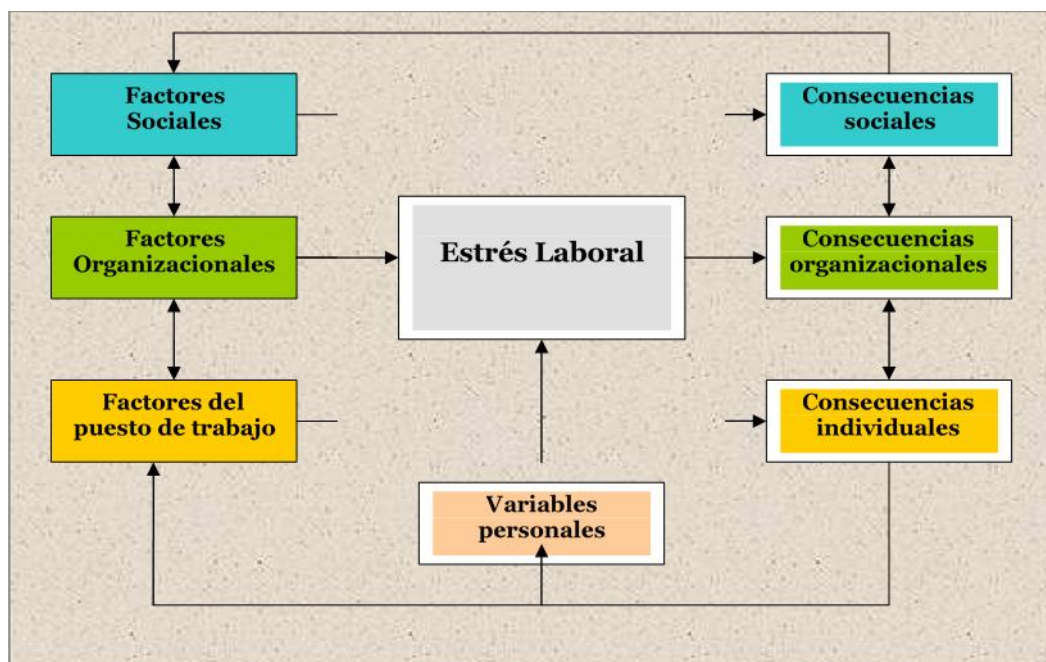 Factores
Sociales
Consecuencias
sociales
Factores
Organizacionales
Estrés Laboral
Consecuencias
organizacionales
Factores del
puesto de trabajo
Consecuencias
individuales
Variables
personales